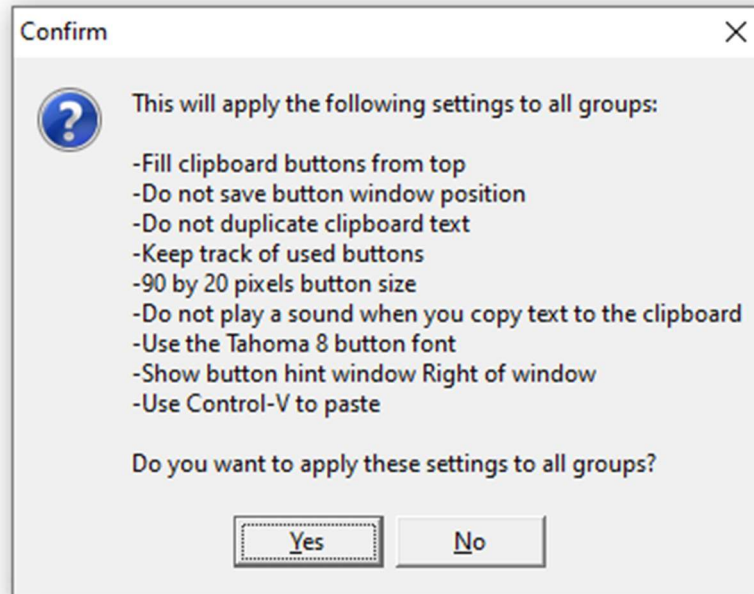 Confirm
This will apply the following settings to all groups:
-Fill clipboard buttons from top
-Do not save button window position
-Do not duplicate clipboard text
-Keep track of used buttons
-90 by 20 pixels button size
-Do not play a sound when you copy text to the clipboard
-Use the Tahoma 8 button font
-Show button hint window Right of window
-Use Control-V to paste
Do you want to apply these settings to all groups?
Yes No